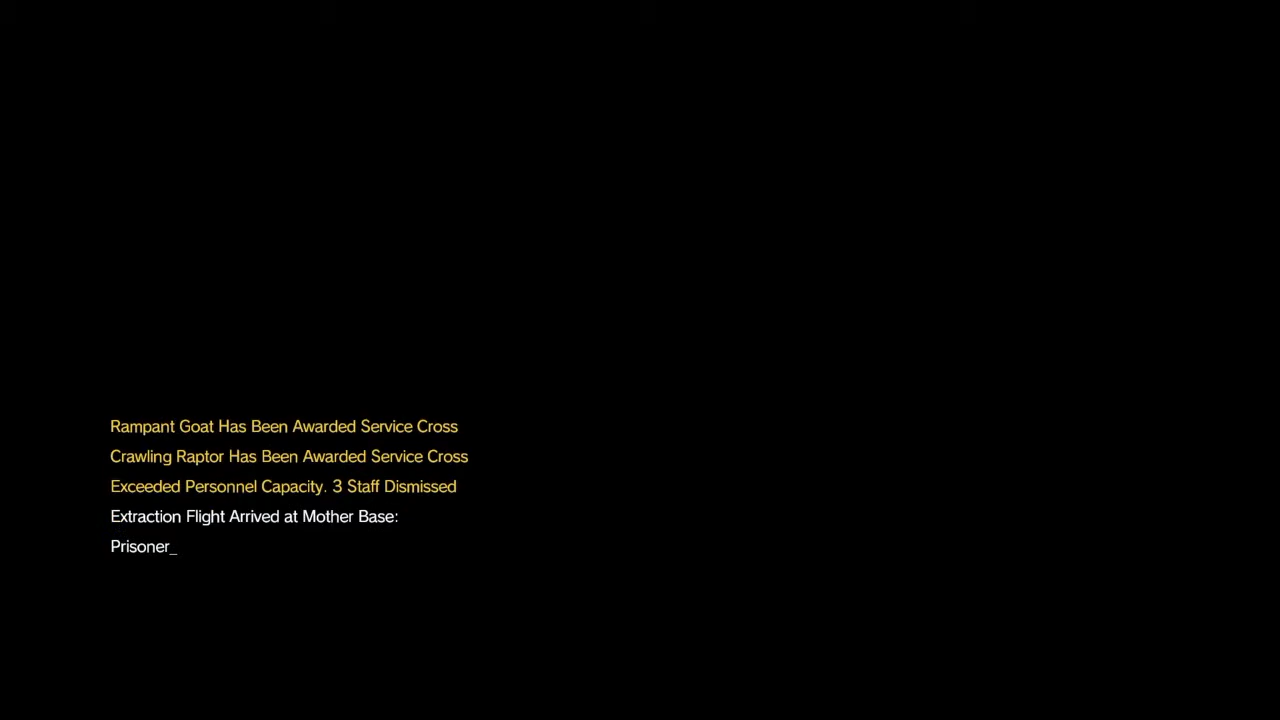 Rampant Goat Has Been Awarded Service Cross
Crawling Raptor Has Been Awarded Service Cross
Exceeded Personnel Capacity. 3 Staff Dismissed
Extraction Flight Arrived at Mother Base:
Prisoner_